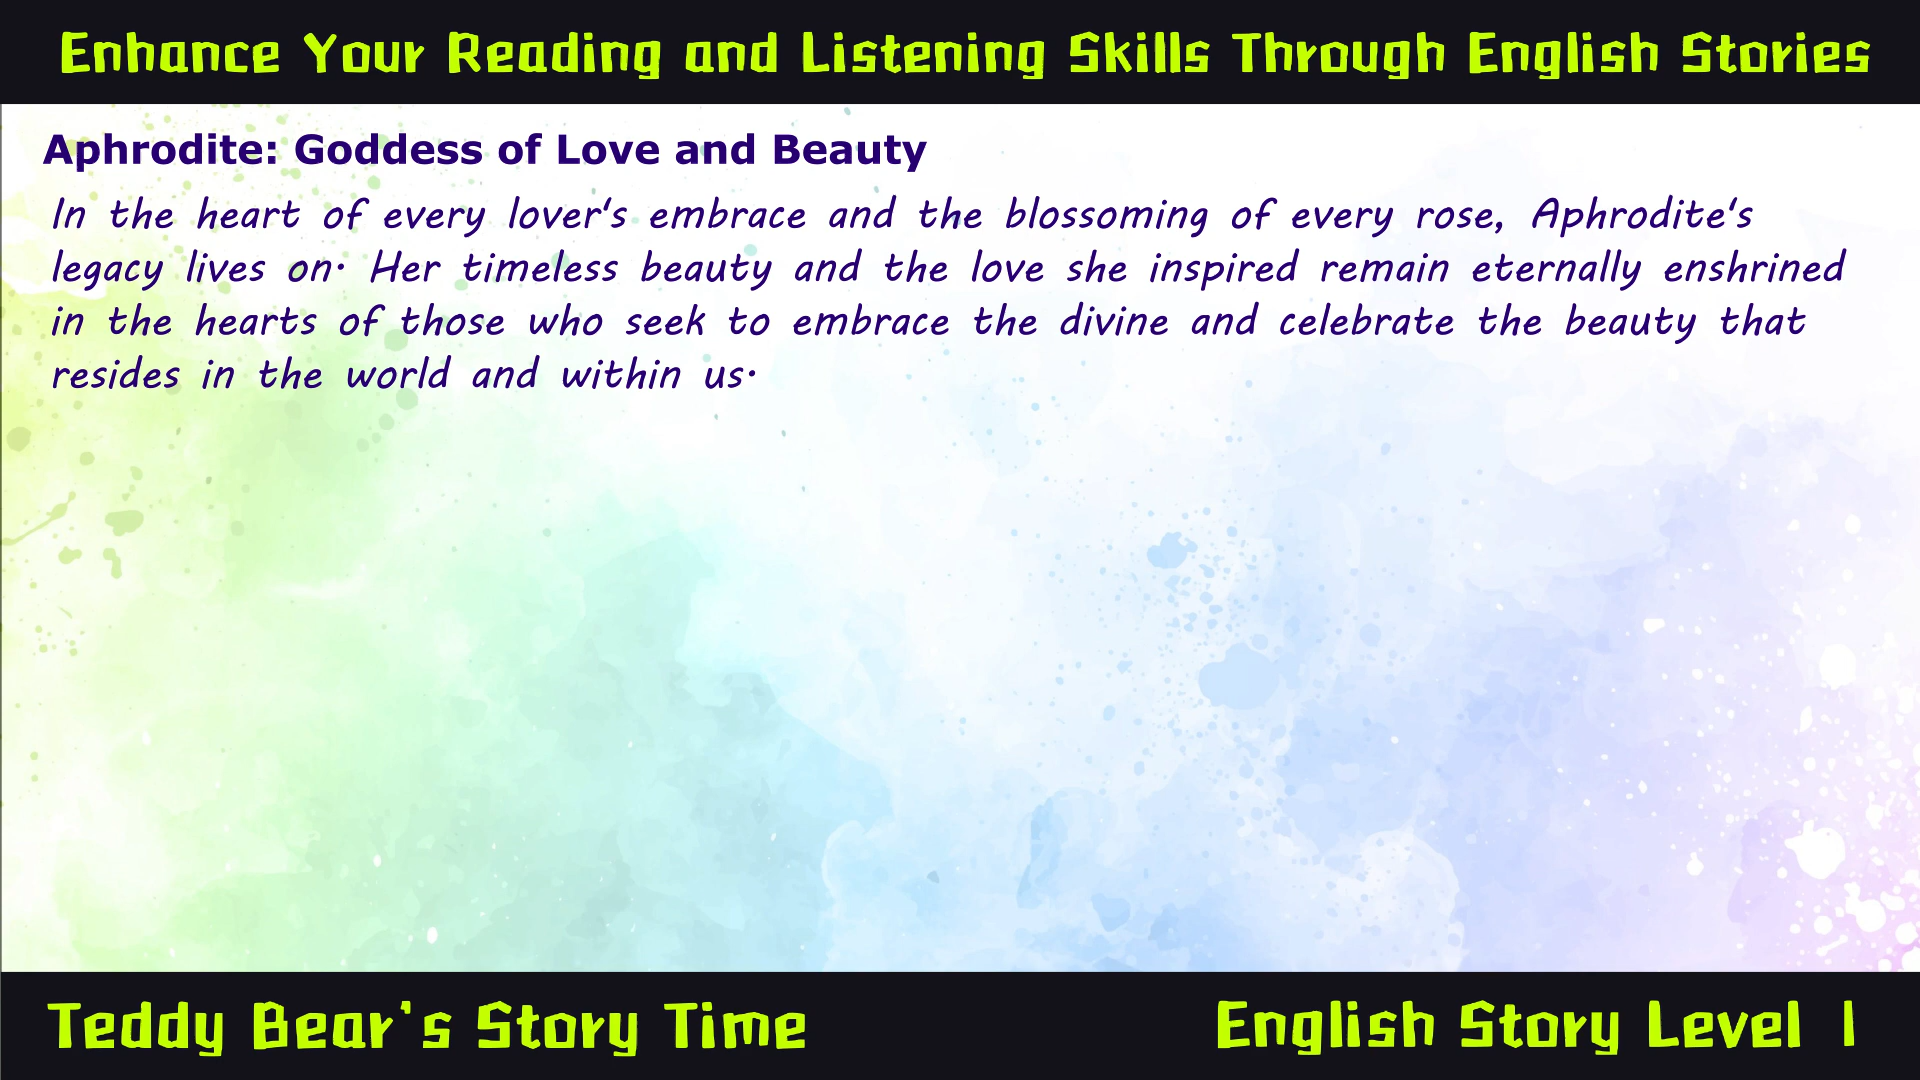 Enhance Your Reading and Listening Skills Through English Stories
Aphrodite: Goddess of Love and Beauty
In the heart of every lover's embrace and the blossoming of every rose, Aphrodite's
legacy lives on. Her timeless beauty and the love she inspired remain eternally enshrined
in the hearts of those who seek to embrace the divine and celebrate the beauty that
resides in the world and within us.
Teddy Bear's Story Time
English Story Level 1